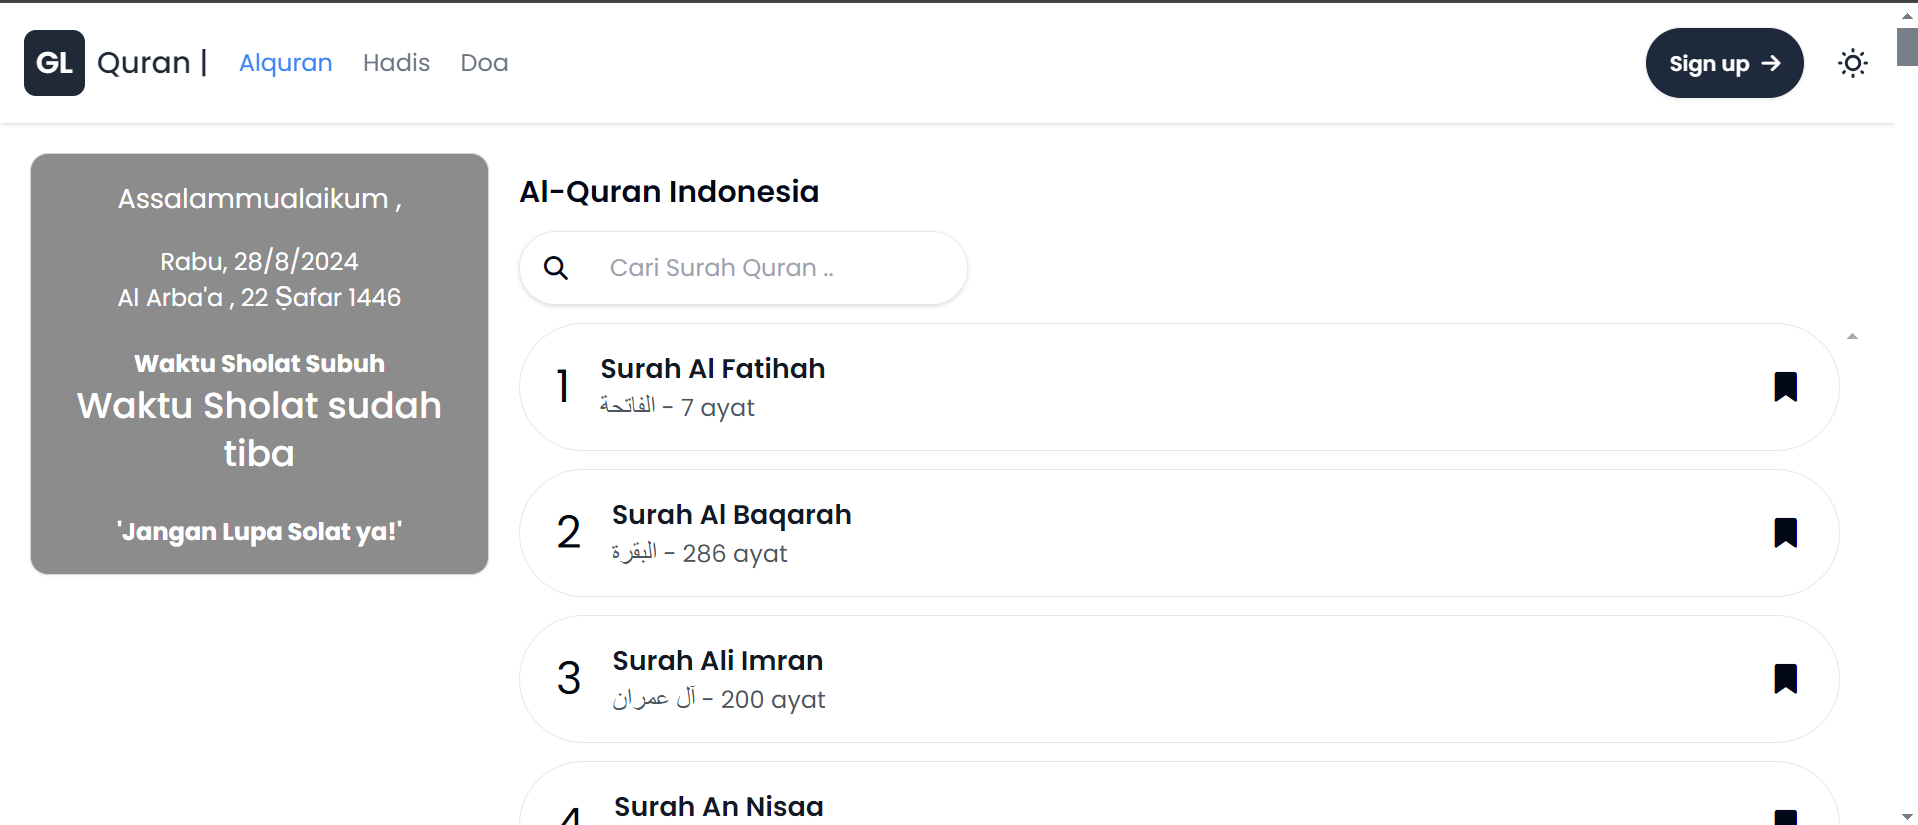 GL Quran | Alquran Hadis Doa Sign up →
Assalammualaikum ,
Rabu, 28/8/2024
Al Arba'a , 22 Ṣafar 1446
Waktu Sholat Subuh
Waktu Sholat sudah
tiba
'Jangan Lupa Solat ya!'
Al-Quran Indonesia
Cari Surah Quran ..
1 Surah Al Fatihah
الفاتحة - 7 ayat
2 Surah Al Baqarah
البقرة - 286 ayat
3 Surah Ali Imran
آل عمران - 200 ayat
4 Surah An Nisaa